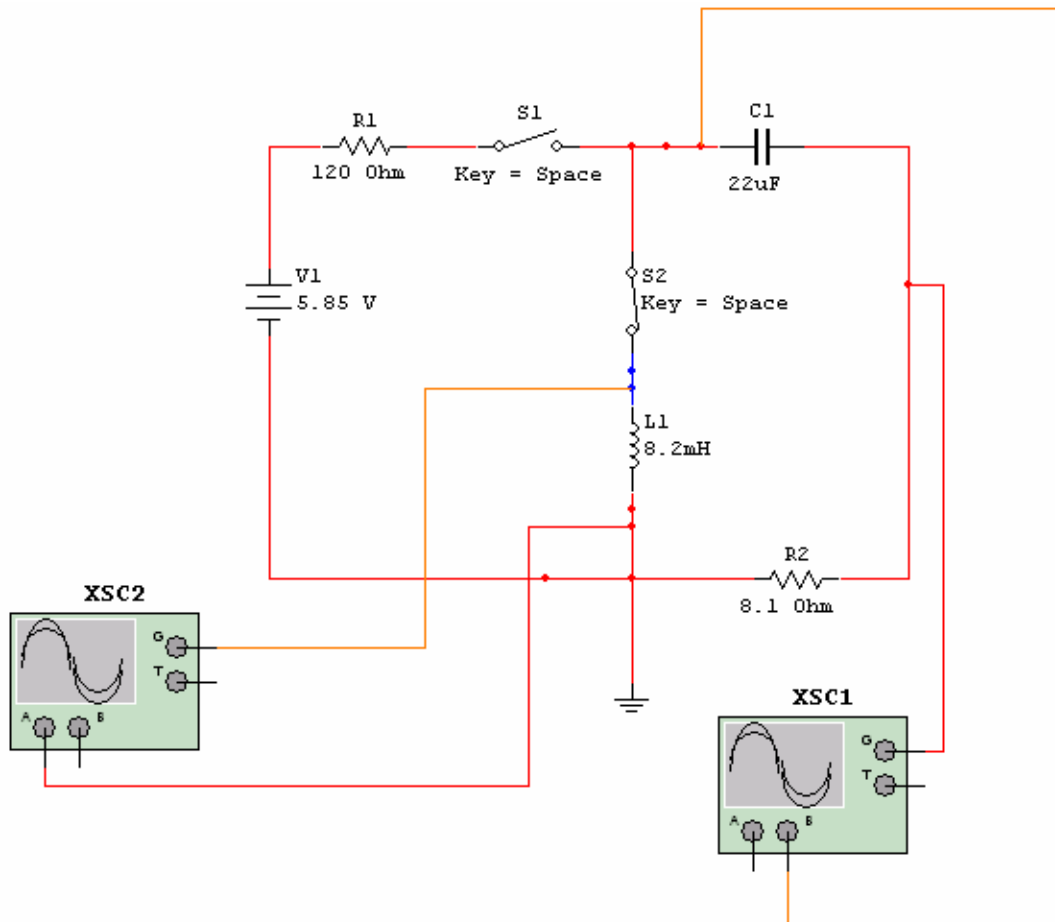 R1
120 Ohm
S1
Key = Space
C1
22uF
V1
5.85 V
S2
Key = Space
L1
8.2mH
R2
8.1 Ohm
XSC2
G
T
A
B
XSC1
G
T
A
B